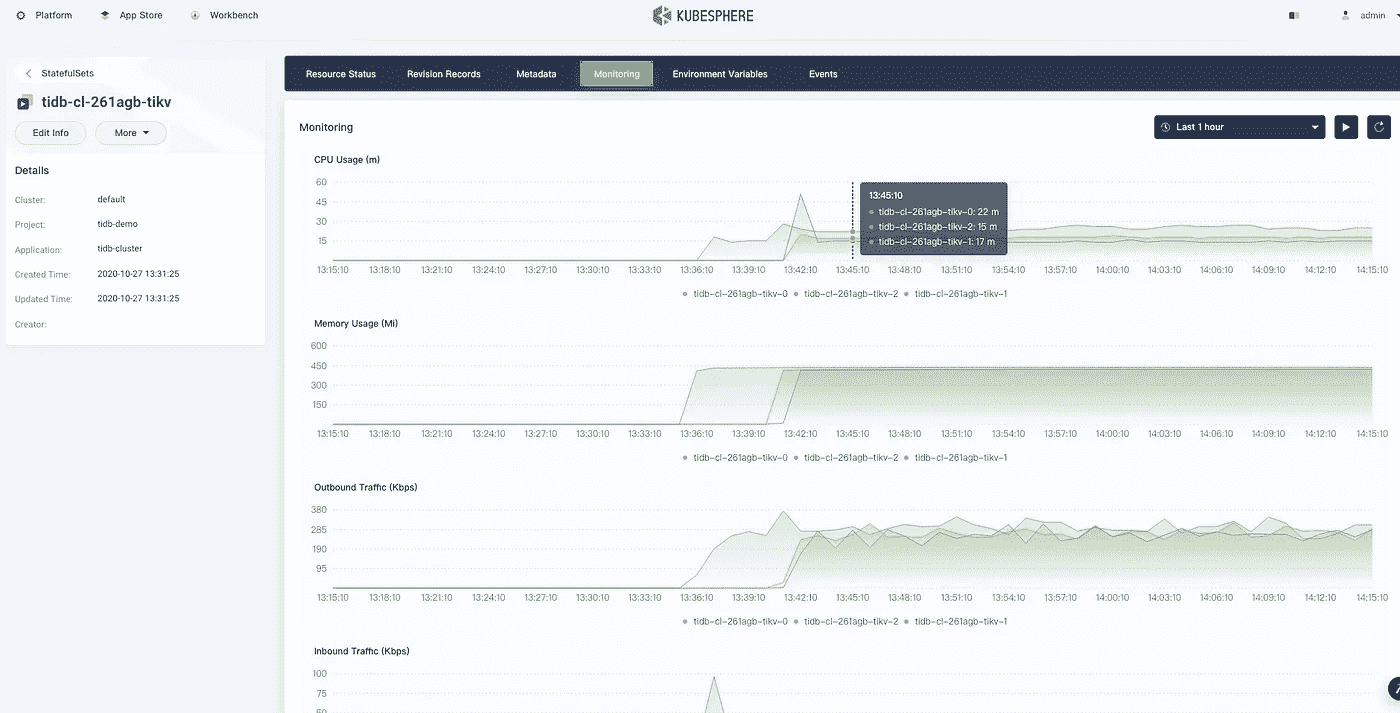 Platform App Store Workbench KUBESPHERE admin
StatefulSets
tidb-cl-261agb-tikv
Edit Info More
Details
Cluster: default
Project: tidb-demo
Application: tidb-cluster
Created Time: 2020-10-27 13:31:25
Updated Time: 2020-10-27 13:31:25
Creator:
Resource Status Revision Records Metadata Monitoring Environment Variables Events
Monitoring Last 1 hour
CPU Usage (m)
60
45
30
15
13:45:10
tidb-cl-261agb-tikv-0: 22 m
tidb-cl-261agb-tikv-2: 15 m
tidb-cl-261agb-tikv-1: 17 m
13:15:10 13:18:10 13:21:10 13:24:10 13:27:10 13:30:10 13:33:10 13:36:10 13:39:10 13:42:10 13:45:10 13:48:10 13:51:10 13:54:10 13:57:10 14:00:10 14:03:10 14:06:10 14:09:10 14:12:10 14:15:10
tidb-cl-261agb-tikv-0 tidb-cl-261agb-tikv-2 tidb-cl-261agb-tikv-1
Memory Usage (Mi)
600
450
300
150
13:15:10 13:18:10 13:21:10 13:24:10 13:27:10 13:30:10 13:33:10 13:36:10 13:39:10 13:42:10 13:45:10 13:48:10 13:51:10 13:54:10 13:57:10 14:00:10 14:03:10 14:06:10 14:09:10 14:12:10 14:15:10
tidb-cl-261agb-tikv-0 tidb-cl-261agb-tikv-2 tidb-cl-261agb-tikv-1
Outbound Traffic (Kbps)
380
285
190
95
13:15:10 13:18:10 13:21:10 13:24:10 13:27:10 13:30:10 13:33:10 13:36:10 13:39:10 13:42:10 13:45:10 13:48:10 13:51:10 13:54:10 13:57:10 14:00:10 14:03:10 14:06:10 14:09:10 14:12:10 14:15:10
tidb-cl-261agb-tikv-0 tidb-cl-261agb-tikv-2 tidb-cl-261agb-tikv-1
Inbound Traffic (Kbps)
100
75
50